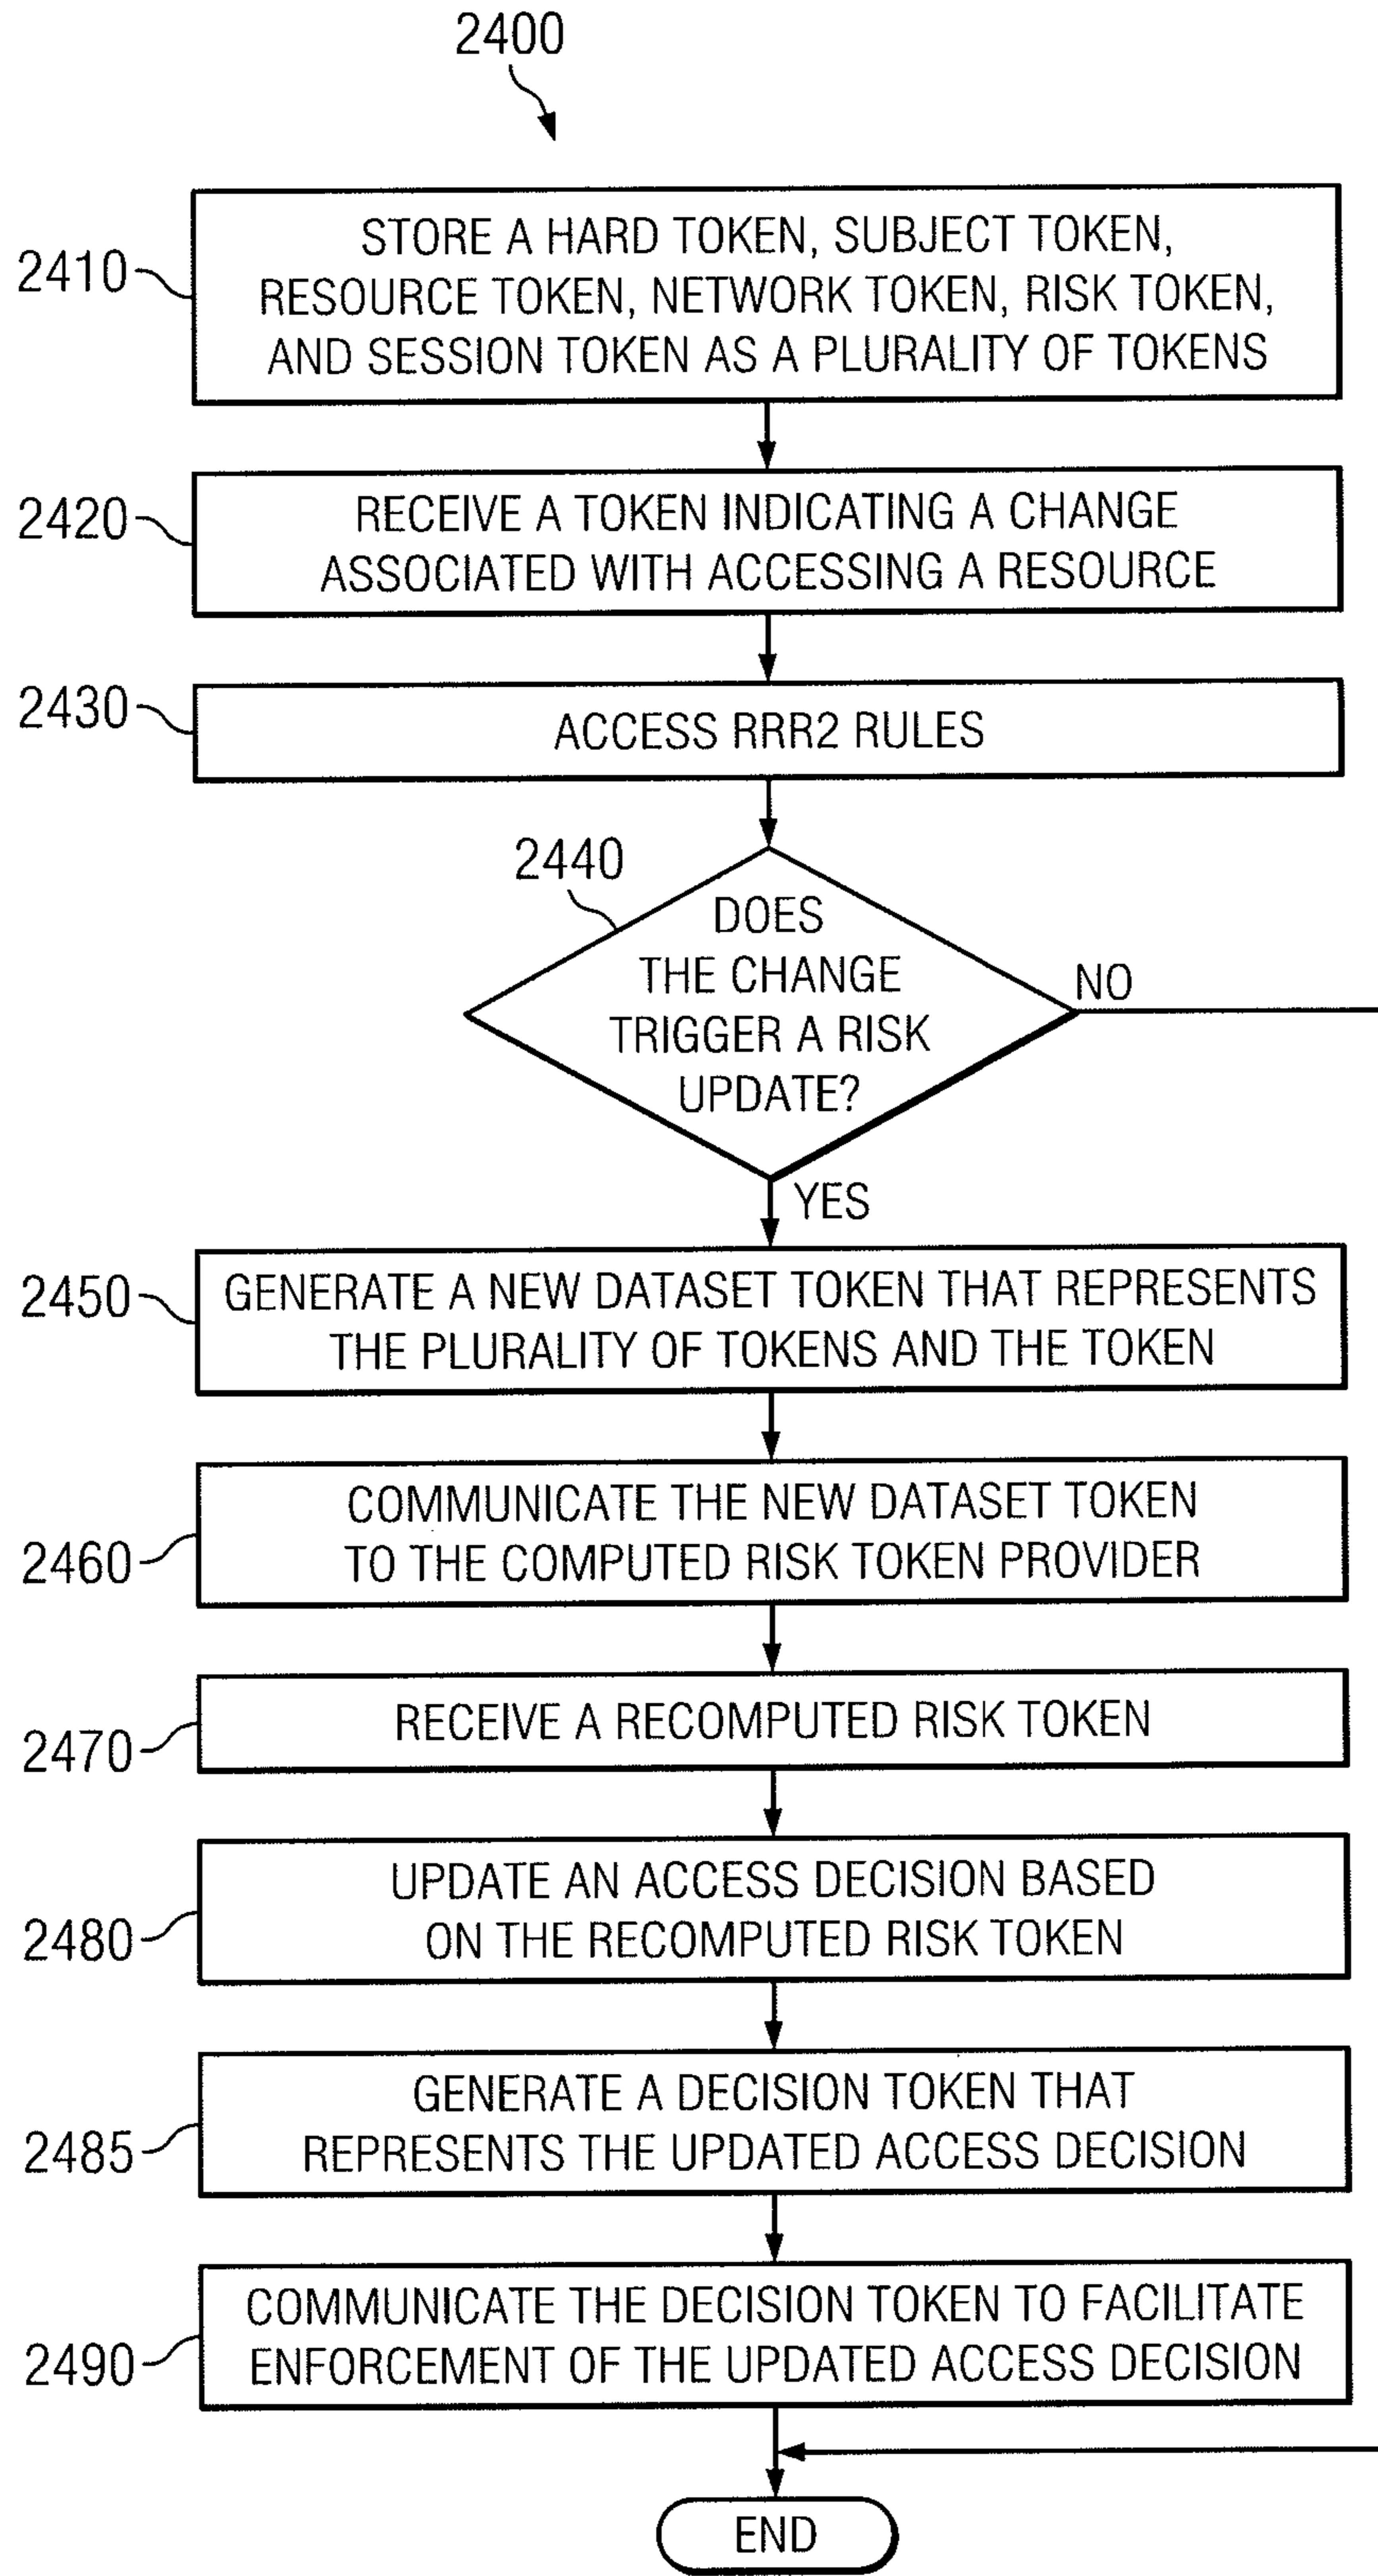 2400
2410
STORE A HARD TOKEN, SUBJECT TOKEN,
RESOURCE TOKEN, NETWORK TOKEN, RISK TOKEN,
AND SESSION TOKEN AS A PLURALITY OF TOKENS
2420
RECEIVE A TOKEN INDICATING A CHANGE
ASSOCIATED WITH ACCESSING A RESOURCE
2430
ACCESS RRR2 RULES
2440
DOES
THE CHANGE
TRIGGER A RISK
UPDATE?
NO
YES
2450
GENERATE A NEW DATASET TOKEN THAT REPRESENTS
THE PLURALITY OF TOKENS AND THE TOKEN
2460
COMMUNICATE THE NEW DATASET TOKEN
TO THE COMPUTED RISK TOKEN PROVIDER
2470
RECEIVE A RECOMPUTED RISK TOKEN
2480
UPDATE AN ACCESS DECISION BASED
ON THE RECOMPUTED RISK TOKEN
2485
GENERATE A DECISION TOKEN THAT
REPRESENTS THE UPDATED ACCESS DECISION
2490
COMMUNICATE THE DECISION TOKEN TO FACILITATE
ENFORCEMENT OF THE UPDATED ACCESS DECISION
END